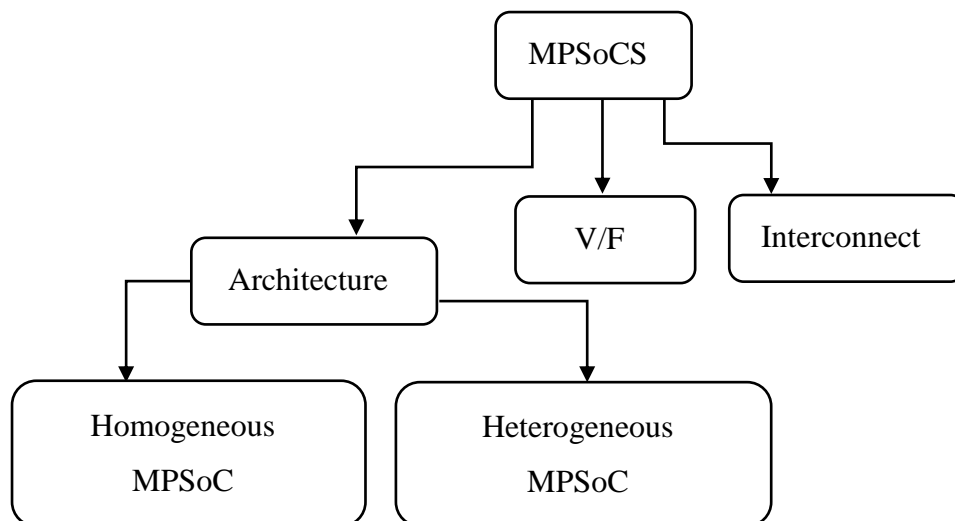 MPSoCS
V/F
Interconnect
Architecture
Homogeneous
MPSoC
Heterogeneous
MPSoC